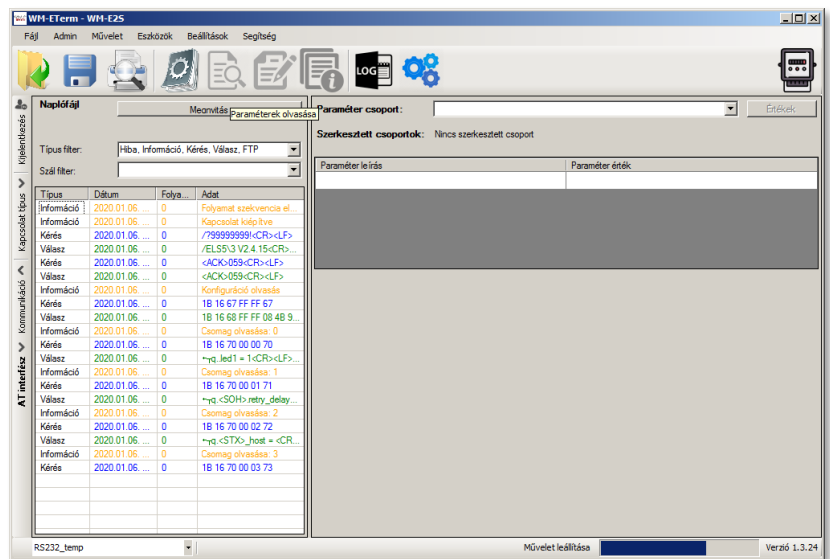 WM-ETerm - WM-E2S
Fájl Admin Művelet Eszközök Beállítások Segítség
LOG
Kijelentkezés
Kapcsolat típus
Kommunikáció
AT interfész
Naplófájl
Paraméterek olvasása
Típus filter: Hiba, Információ, Kérés, Válasz, FTP
Szál filter:
Típus Dátum Folya... Adat
Információ 2020.01.06. ... 0 Folyamat szekvencia el...
Információ 2020.01.06. ... 0 Kapcsolat kiépítve
Kérés 2020.01.06. ... 0 /?99999999!<CR><LF>
Válasz 2020.01.06. ... 0 /ELS5\3 V2.4.15<CR>...
Kérés 2020.01.06. ... 0 <ACK>059<CR><LF>
Válasz 2020.01.06. ... 0 <ACK>059<CR><LF>
Információ 2020.01.06. ... 0 Konfiguráció olvasás
Kérés 2020.01.06. ... 0 1B 16 67 FF FF 67
Válasz 2020.01.06. ... 0 1B 16 68 FF FF 08 4B 9...
Információ 2020.01.06. ... 0 Csomag olvasása: 0
Kérés 2020.01.06. ... 0 1B 16 70 00 00 70
Válasz 2020.01.06. ... 0 ←┬q..led1 = 1<CR><LF>...
Információ 2020.01.06. ... 0 Csomag olvasása: 1
Kérés 2020.01.06. ... 0 1B 16 70 00 01 71
Válasz 2020.01.06. ... 0 ←┬q.<SOH>.retry_delay...
Információ 2020.01.06. ... 0 Csomag olvasása: 2
Kérés 2020.01.06. ... 0 1B 16 70 00 02 72
Válasz 2020.01.06. ... 0 ←┬q.<STX>_host = <CR...
Információ 2020.01.06. ... 0 Csomag olvasása: 3
Kérés 2020.01.06. ... 0 1B 16 70 00 03 73
Paraméter csoport: Értékek
Szerkesztett csoportok: Nincs szerkesztett csoport
Paraméter leírás Paraméter érték
RS232_temp Művelet leállítása Verzió 1.3.24